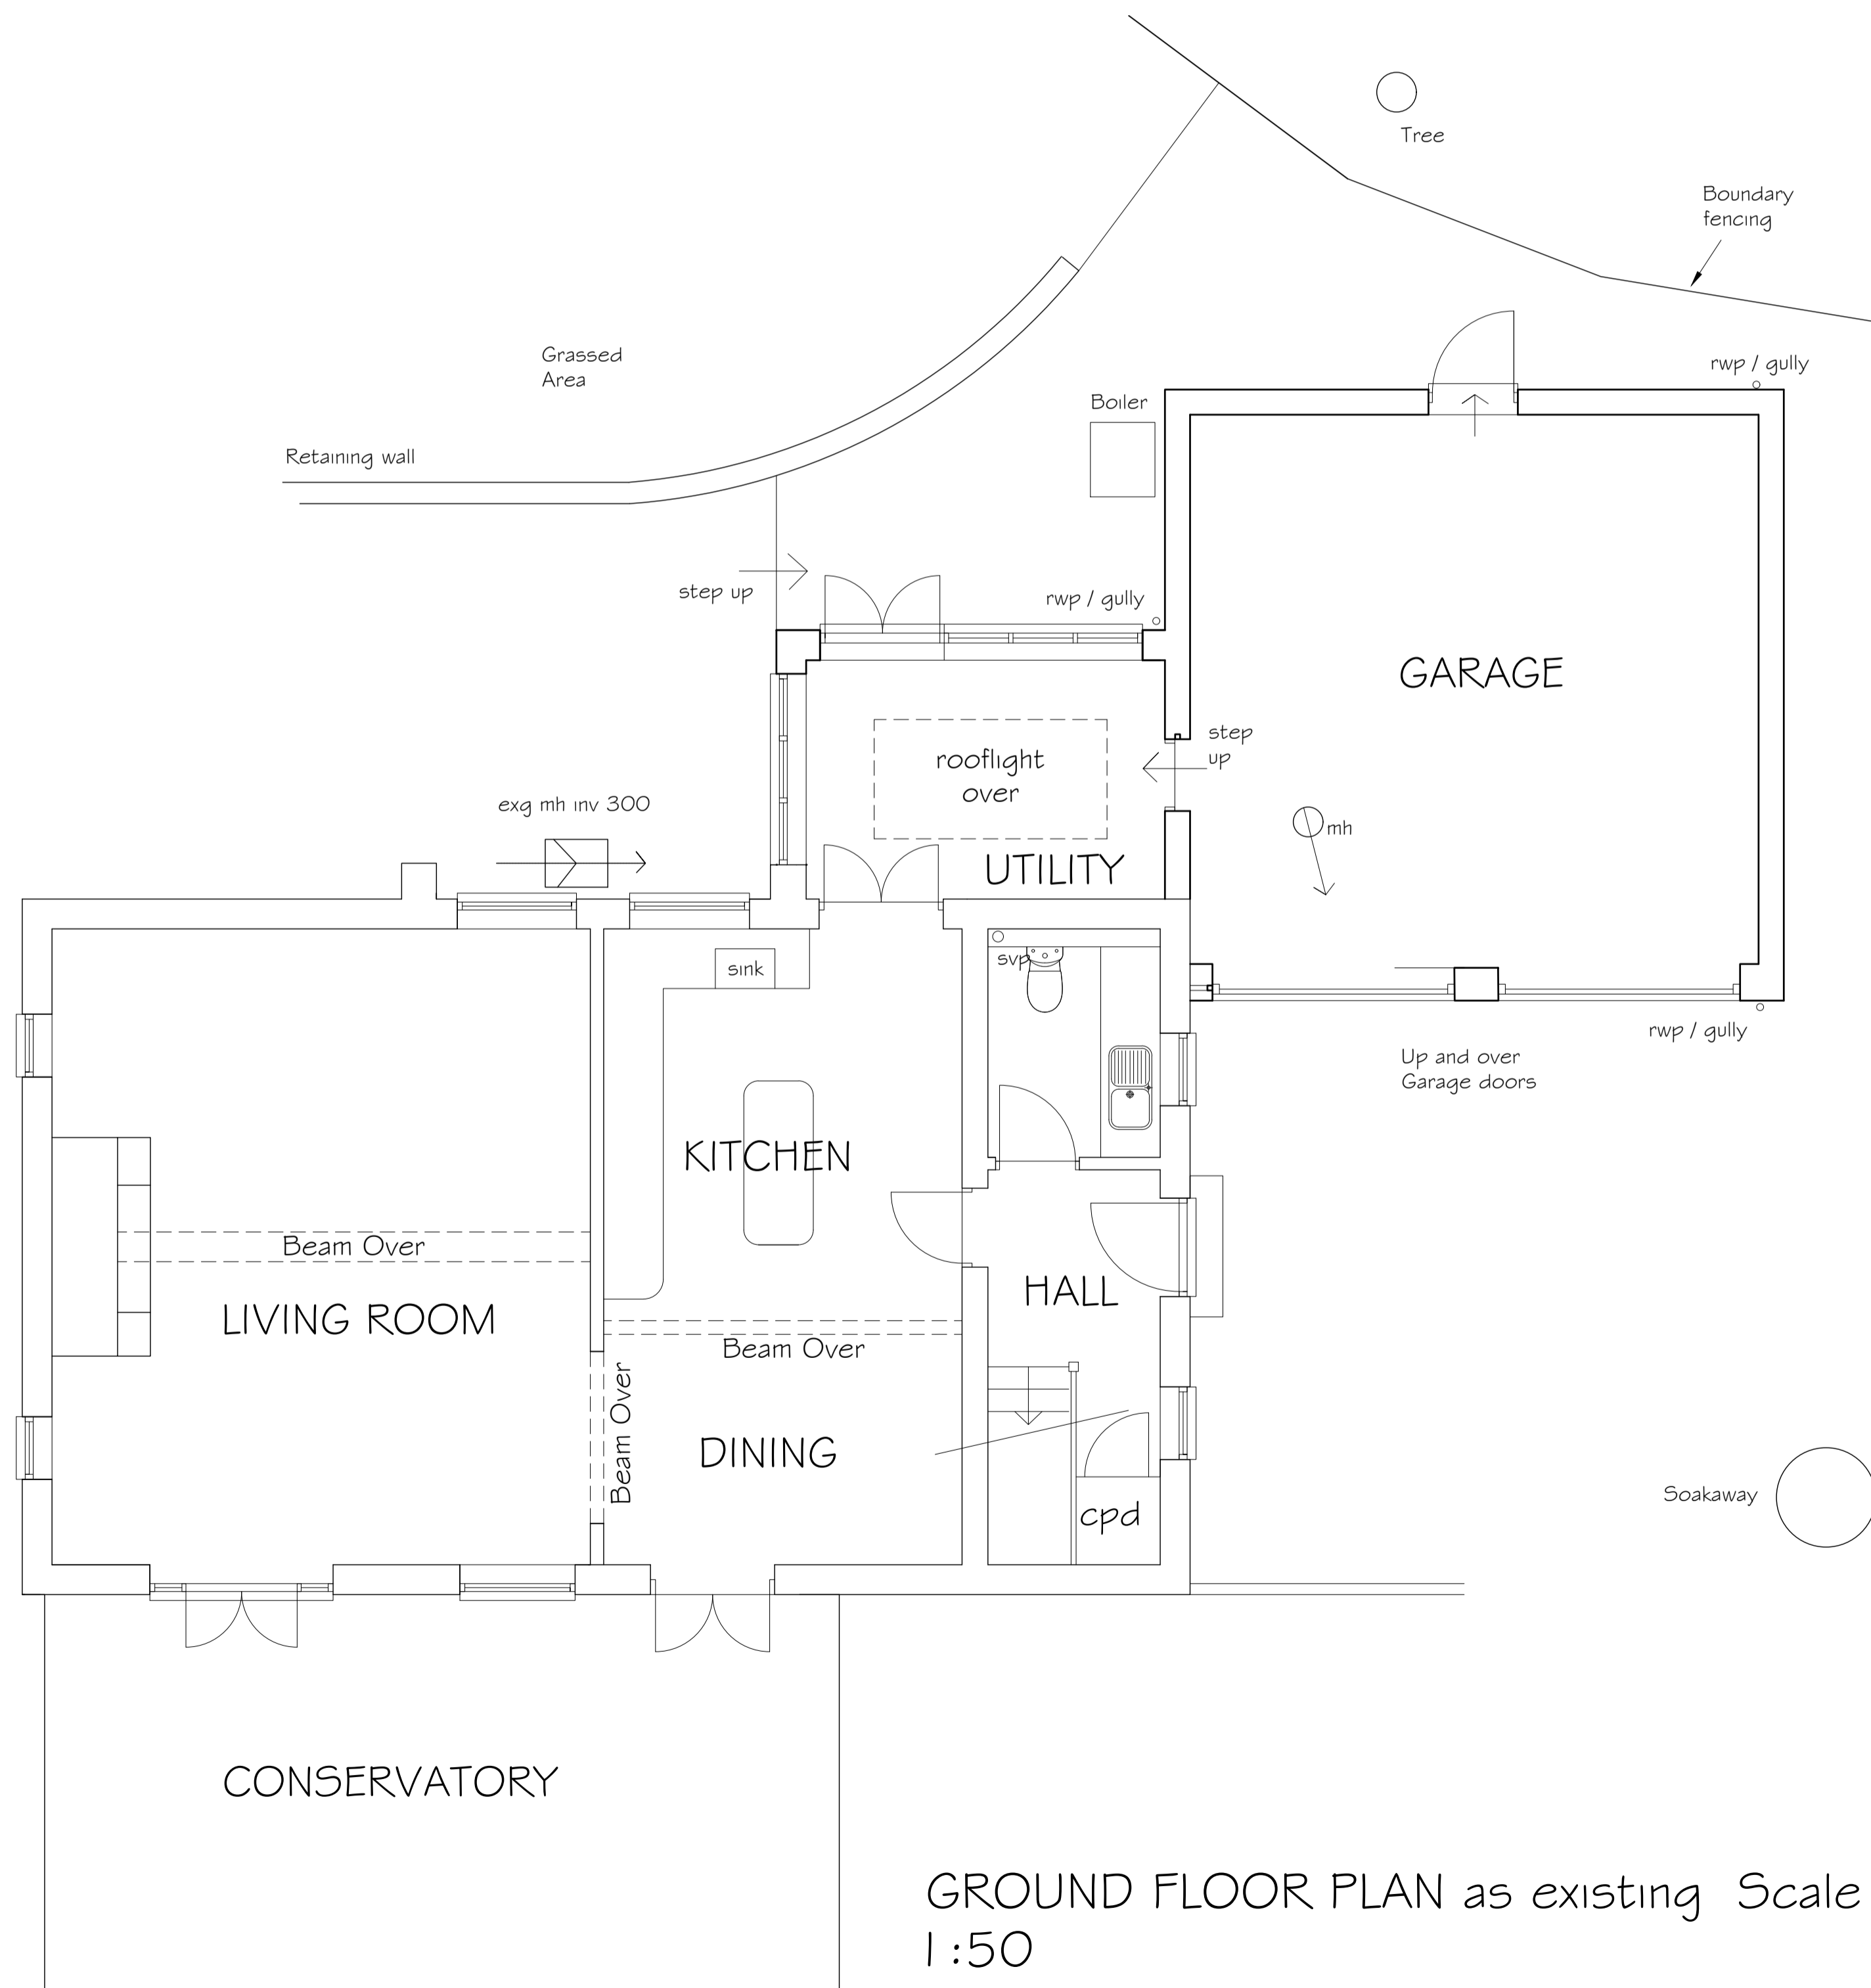 Tree
Boundary
fencing
Grassed
Area
rwp / gully
Boiler
Retaining wall
step up
rwp / gully
GARAGE
step
up
rooflight
over
exg mh inv 300
mh
UTILITY
svp
sink
rwp / gully
Up and over
Garage doors
KITCHEN
Beam Over
HALL
LIVING ROOM
Beam Over
Beam Over
DINING
Soakaway
cpd
CONSERVATORY
GROUND FLOOR PLAN as existing Scale
1:50